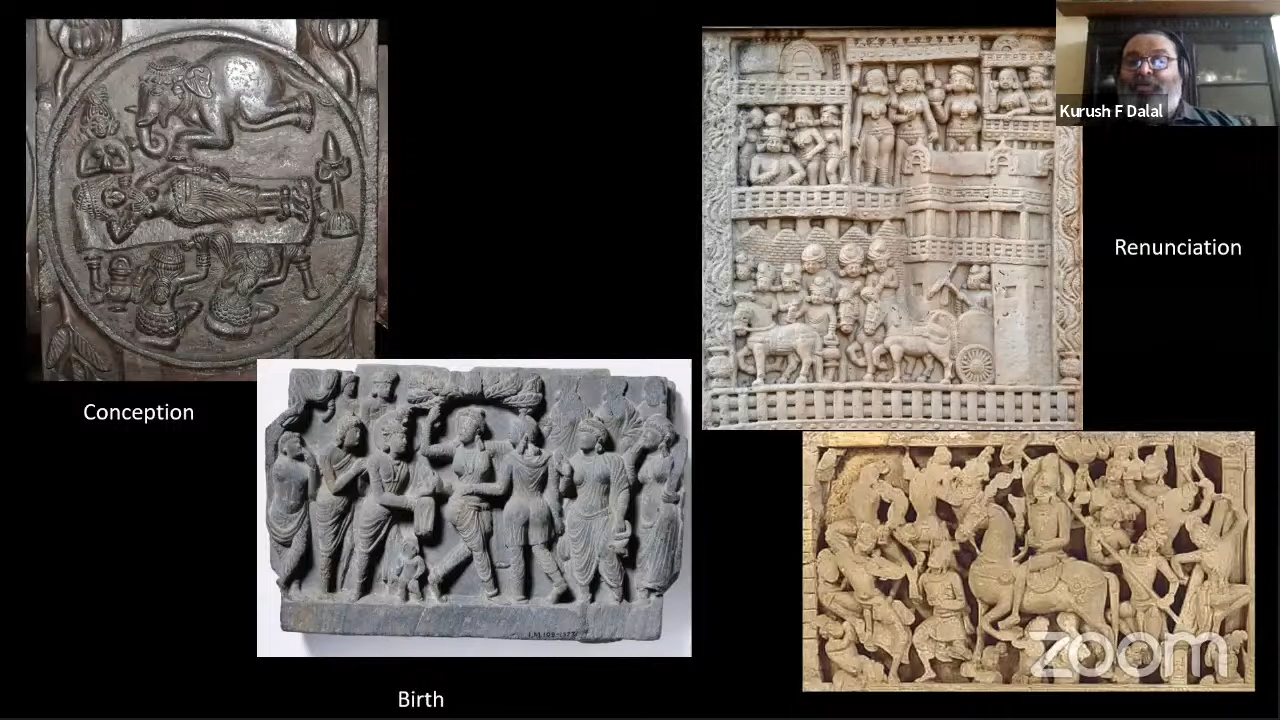 Kurush F Dalal
Renunciation
Conception
Birth
zoom